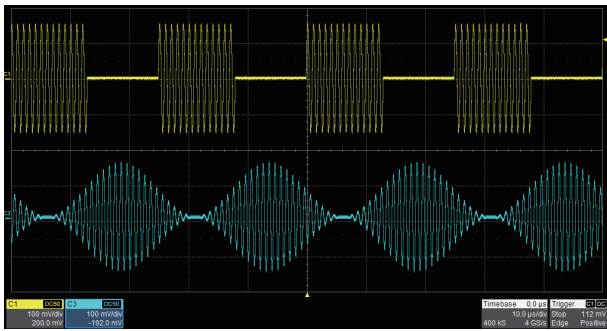 C1
C3
C1 DC50
100 mV/div
200.0 mV
C3 DC50
100 mV/div
-192.0 mV
Timebase 0.0 µs
10.0 µs/div
400 kS 4 GS/s
Trigger C1 DC
Stop 112 mV
Edge Positive